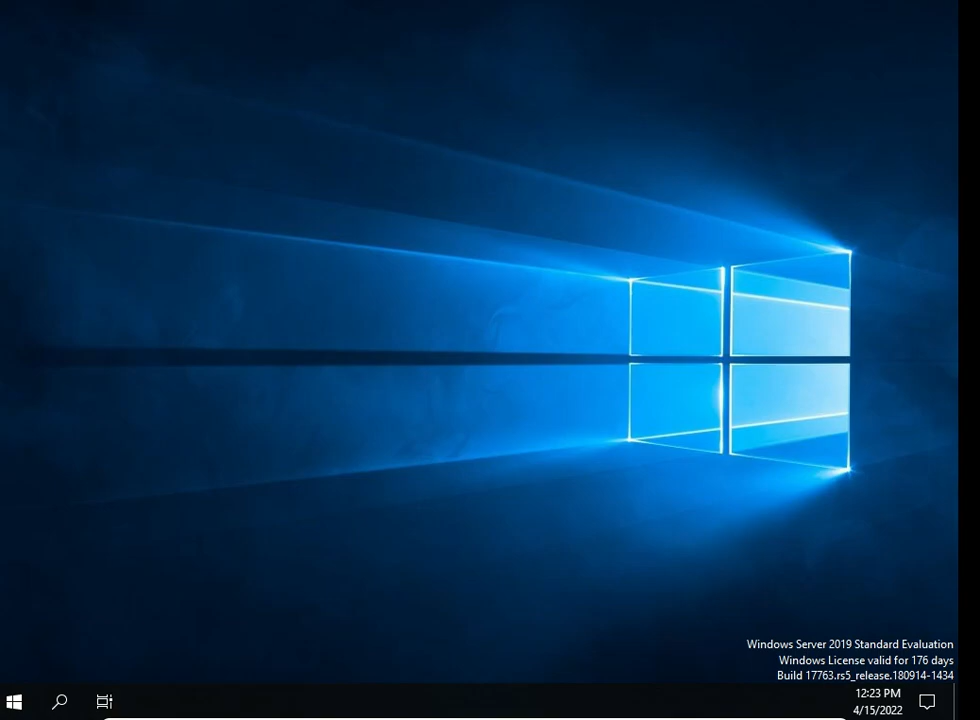 Windows Server 2019 Standard Evaluation
Windows License valid for 176 days
Build 17763.rs5_release.180914-1434
12:23 PM
4/15/2022